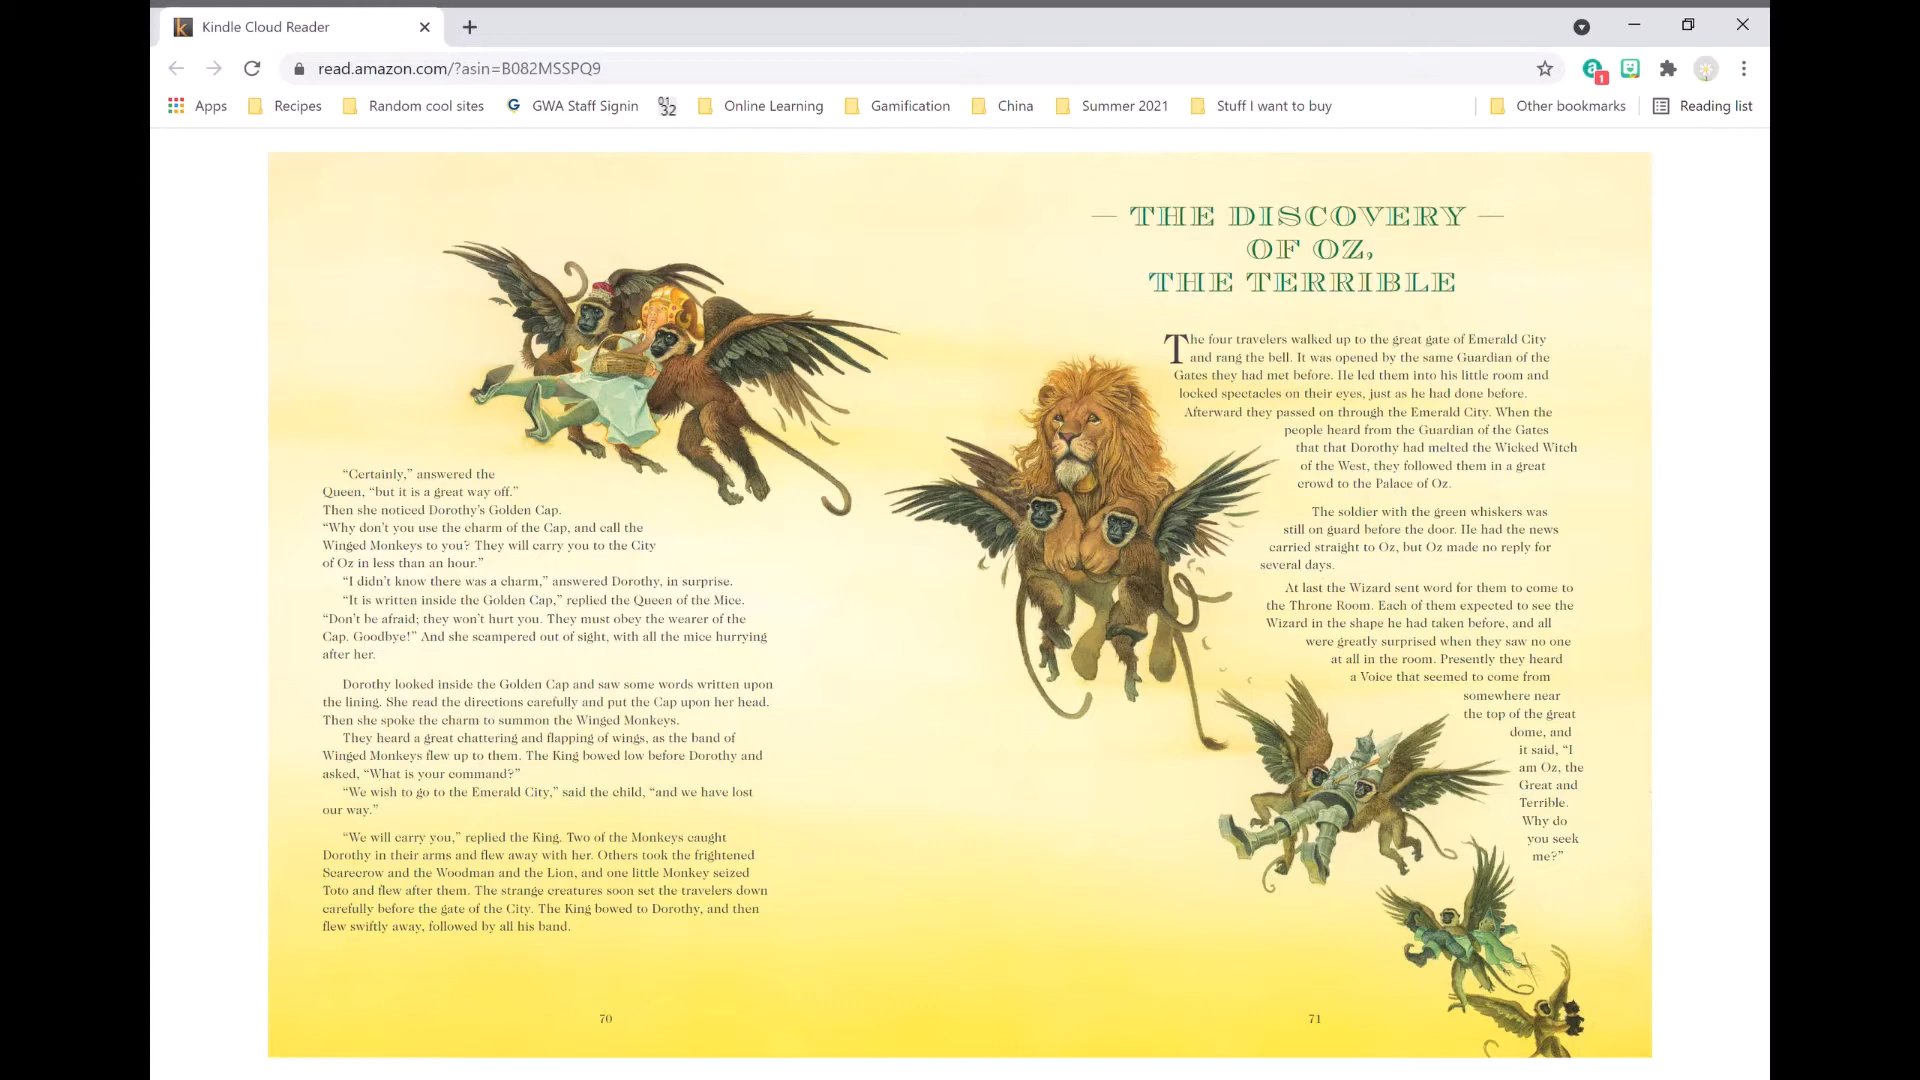 Kindle Cloud Reader
read.amazon.com/?asin=B082MSSPQ9
1
Apps
Recipes
Random cool sites
GWA Staff Signin
01
32
Online Learning
Gamification
China
Summer 2021
Stuff I want to buy
Other bookmarks
Reading list
“Certainly,” answered the
Queen, “but it is a great way off.”
Then she noticed Dorothy’s Golden Cap.
“Why don’t you use the charm of the Cap, and call the
Winged Monkeys to you? They will carry you to the City
of Oz in less than an hour.”
“I didn’t know there was a charm,” answered Dorothy, in surprise.
“It is written inside the Golden Cap,” replied the Queen of the Mice.
“Don’t be afraid; they won’t hurt you. They must obey the wearer of the
Cap. Goodbye!” And she scampered out of sight, with all the mice hurrying
after her.
Dorothy looked inside the Golden Cap and saw some words written upon
the lining. She read the directions carefully and put the Cap upon her head.
Then she spoke the charm to summon the Winged Monkeys.
They heard a great chattering and flapping of wings, as the band of
Winged Monkeys flew up to them. The King bowed low before Dorothy and
asked, “What is your command?”
“We wish to go to the Emerald City,” said the child, “and we have lost
our way.”
“We will carry you,” replied the King. Two of the Monkeys caught
Dorothy in their arms and flew away with her. Others took the frightened
Scarecrow and the Woodman and the Lion, and one little Monkey seized
Toto and flew after them. The strange creatures soon set the travelers down
carefully before the gate of the City. The King bowed to Dorothy, and then
flew swiftly away, followed by all his band.
70
— THE DISCOVERY —
OF OZ,
THE TERRIBLE
The four travelers walked up to the great gate of Emerald City
and rang the bell. It was opened by the same Guardian of the
Gates they had met before. He led them into his little room and
locked spectacles on their eyes, just as he had done before.
Afterward they passed on through the Emerald City. When the
people heard from the Guardian of the Gates
that that Dorothy had melted the Wicked Witch
of the West, they followed them in a great
crowd to the Palace of Oz.
The soldier with the green whiskers was
still on guard before the door. He had the news
carried straight to Oz, but Oz made no reply for
several days.
At last the Wizard sent word for them to come to
the Throne Room. Each of them expected to see the
Wizard in the shape he had taken before, and all
were greatly surprised when they saw no one
at all in the room. Presently they heard
a Voice that seemed to come from
somewhere near
the top of the great
dome, and
it said, “I
am Oz, the
Great and
Terrible.
Why do
you seek
me?”
71